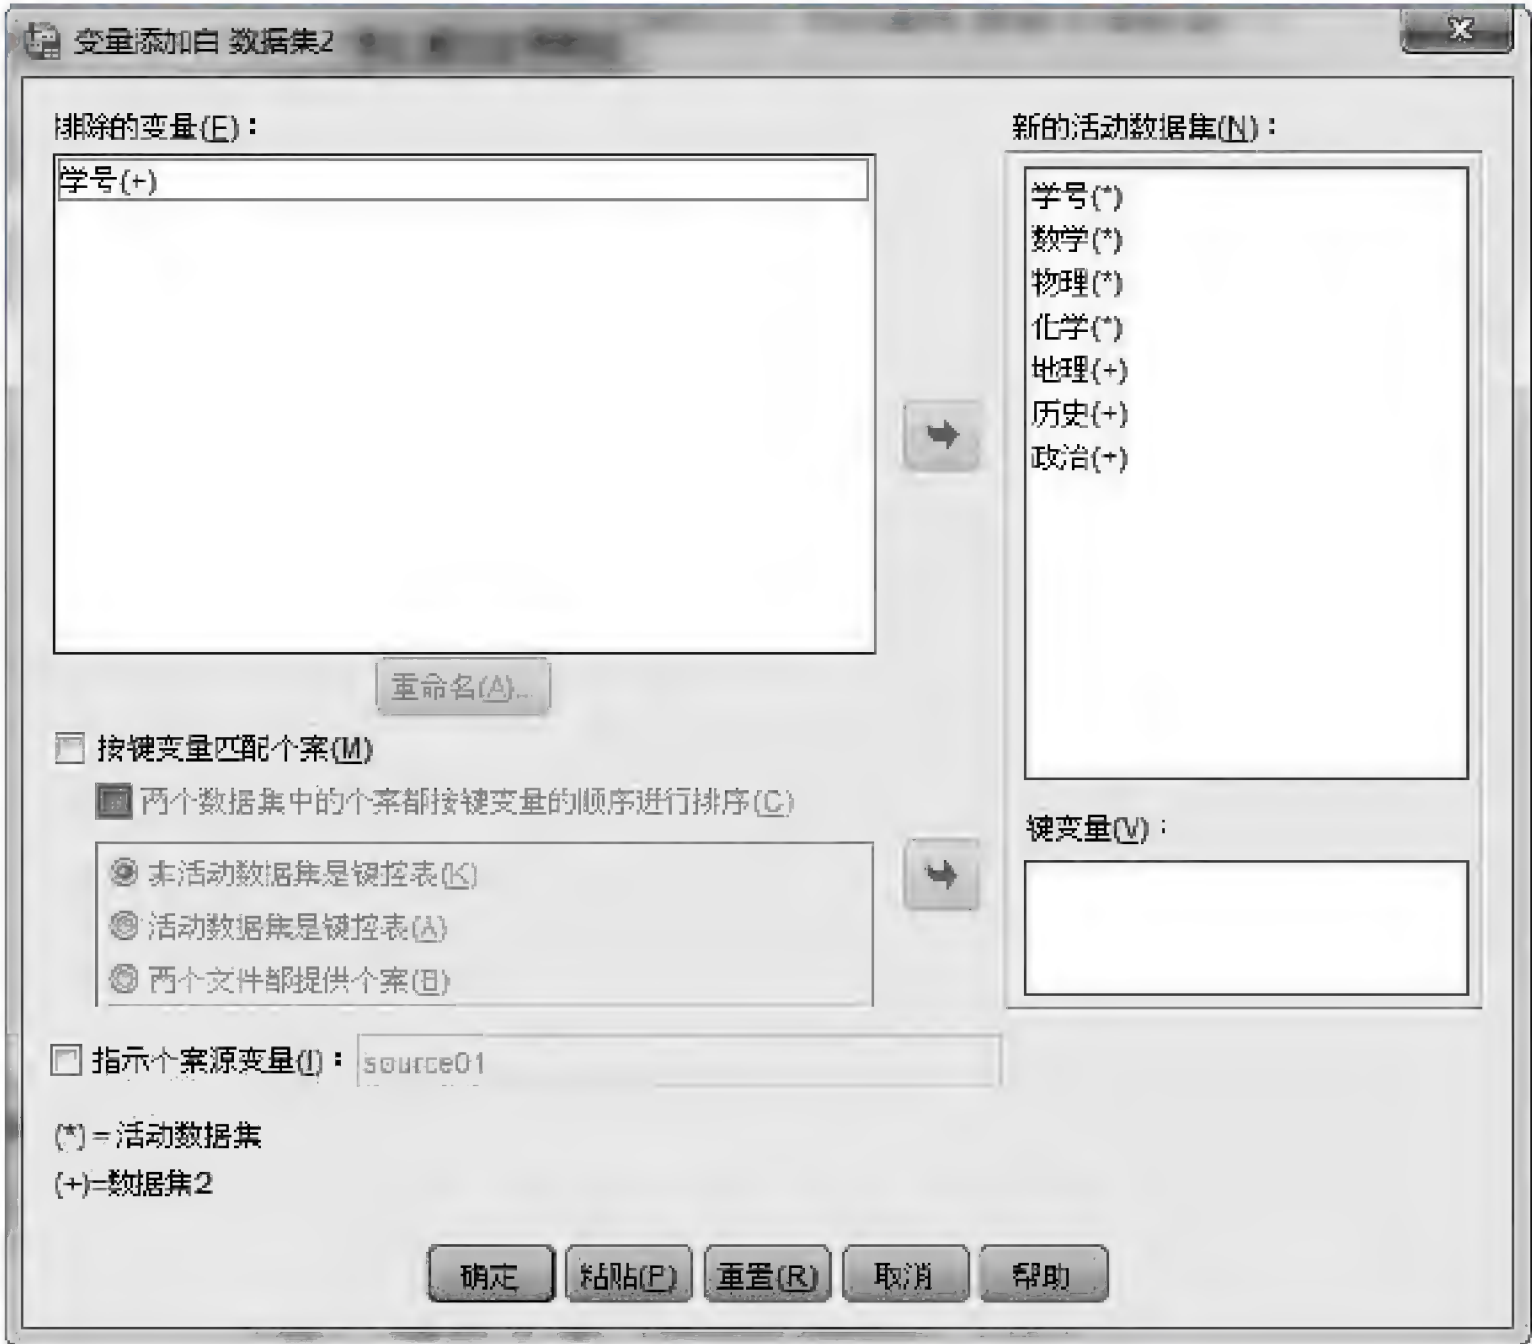 变量添加自 数据集2
排除的变量(E)：
学号(+)
新的活动数据集(N)：
学号(*)
数学(*)
物理(*)
化学(*)
地理(+)
历史(+)
政治(+)
重命名(A)...
按键变量匹配个案(M)
两个数据集中的个案都按键变量的顺序进行排序(C)
非活动数据集是键控表(K)
活动数据集是键控表(A)
两个文件都提供个案(B)
键变量(V)：
指示个案源变量(I)：
source01
(*)=活动数据集
(+)=数据集2
确定
粘贴(P)
重置(R)
取消
帮助